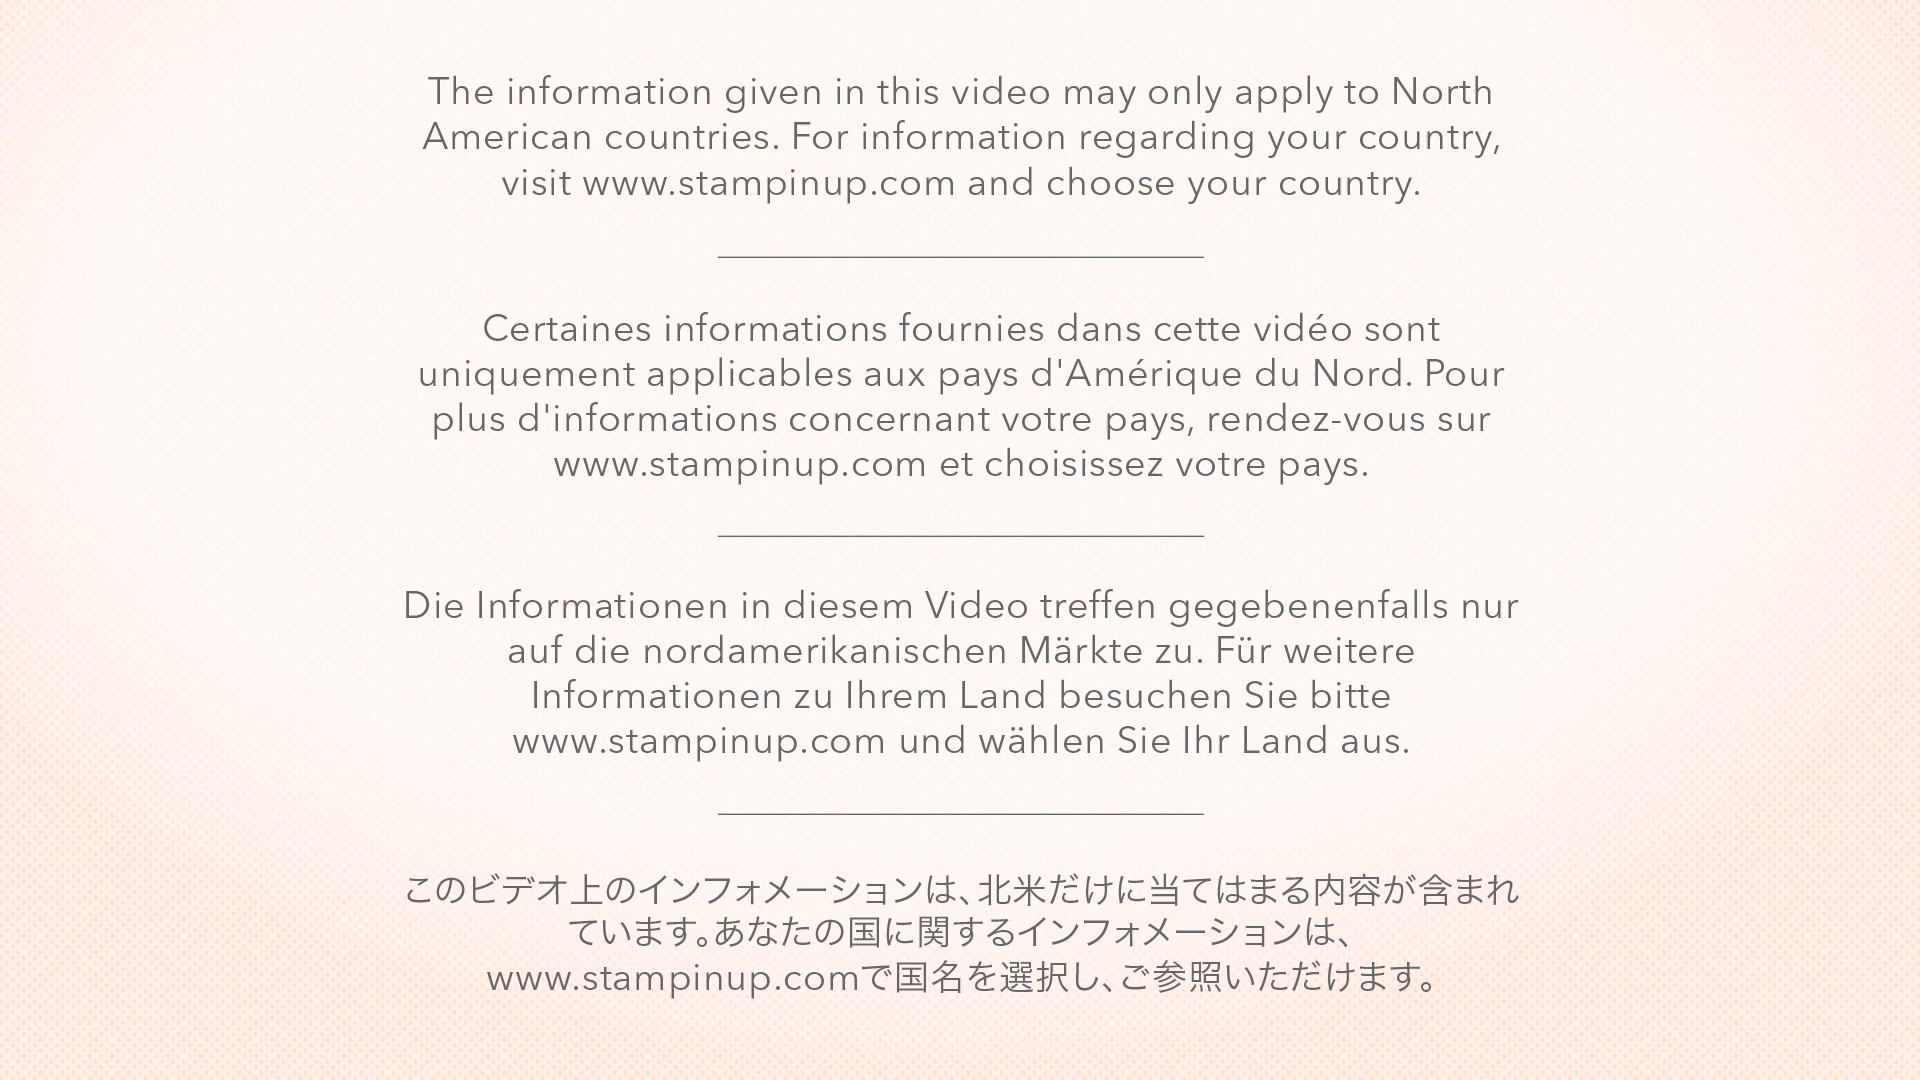 The information given in this video may only apply to North
American countries. For information regarding your country,
visit www.stampinup.com and choose your country.
Certaines informations fournies dans cette vidéo sont
uniquement applicables aux pays d'Amérique du Nord. Pour
plus d'informations concernant votre pays, rendez-vous sur
www.stampinup.com et choisissez votre pays.
Die Informationen in diesem Video treffen gegebenenfalls nur
auf die nordamerikanischen Märkte zu. Für weitere
Informationen zu Ihrem Land besuchen Sie bitte
www.stampinup.com und wählen Sie Ihr Land aus.
このビデオ上のインフォメーションは、北米だけに当てはまる内容が含まれ
ています。あなたの国に関するインフォメーションは、
www.stampinup.comで国名を選択し、ご参照いただけます。